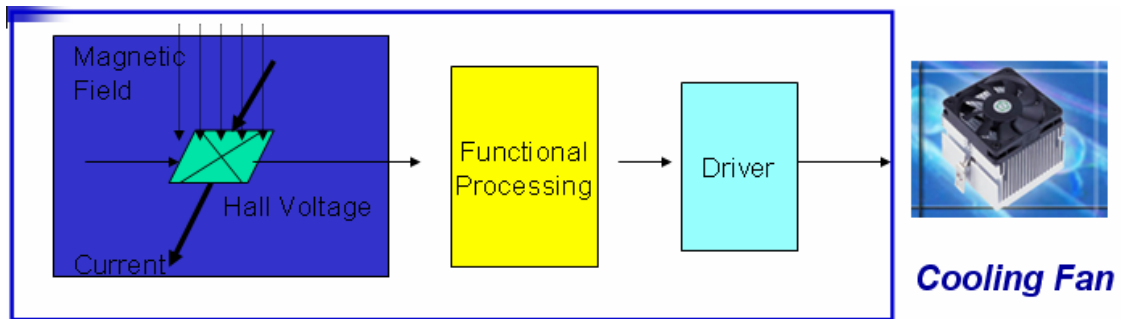 Magnetic
Field
Hall Voltage
Current
Functional
Processing
Driver
Cooling Fan